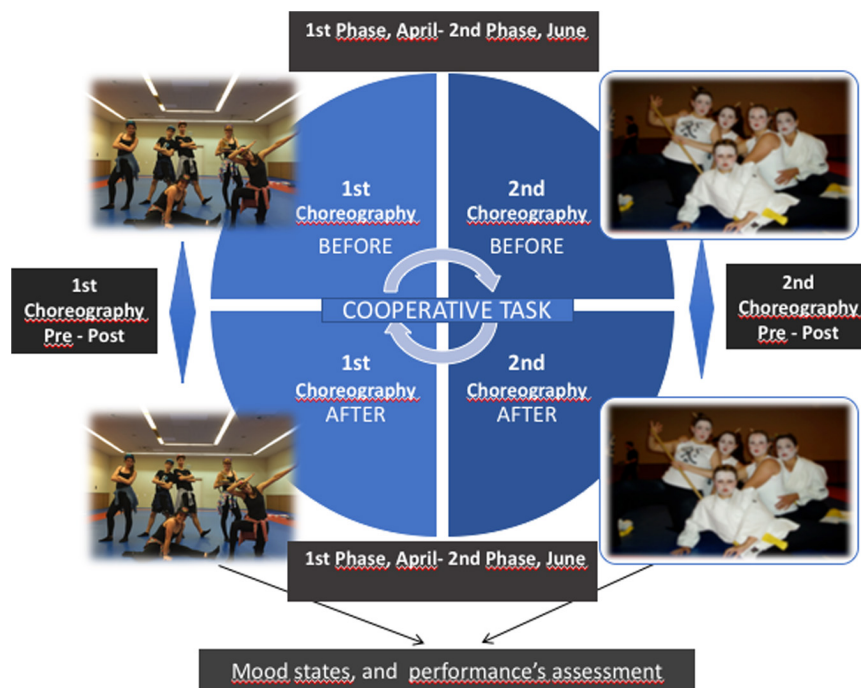 1st Phase, April- 2nd Phase, June
1st
Choreography
BEFORE
2nd
Choreography
BEFORE
1st
Choreography
Pre - Post
COOPERATIVE TASK
2nd
Choreography
Pre - Post
1st
Choreography
AFTER
2nd
Choreography
AFTER
1st Phase, April- 2nd Phase, June
Mood states, and performance's assessment